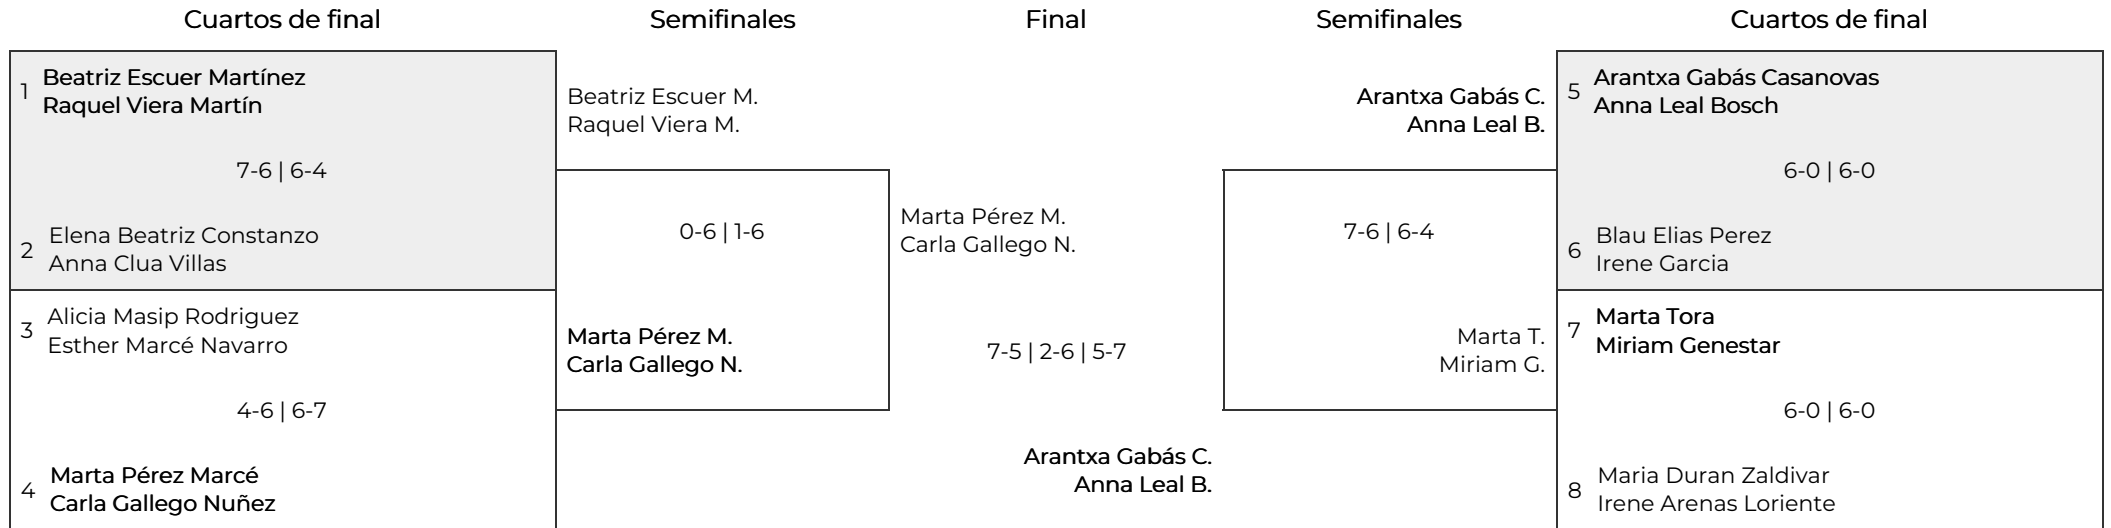 Cuartos de final
Semifinales
Final
Semifinales
Cuartos de final
1
Beatriz Escuer Martínez
Raquel Viera Martín
7-6 | 6-4
2
Elena Beatriz Constanzo
Anna Clua Villas
3
Alicia Masip Rodriguez
Esther Marcé Navarro
4-6 | 6-7
4
Marta Pérez Marcé
Carla Gallego Nuñez
Beatriz Escuer M.
Raquel Viera M.
0-6 | 1-6
Marta Pérez M.
Carla Gallego N.
Marta Pérez M.
Carla Gallego N.
7-5 | 2-6 | 5-7
Arantxa Gabás C.
Anna Leal B.
Arantxa Gabás C.
Anna Leal B.
7-6 | 6-4
Marta T.
Miriam G.
5
Arantxa Gabás Casanovas
Anna Leal Bosch
6-0 | 6-0
6
Blau Elias Perez
Irene Garcia
7
Marta Tora
Miriam Genestar
6-0 | 6-0
8
Maria Duran Zaldivar
Irene Arenas Loriente